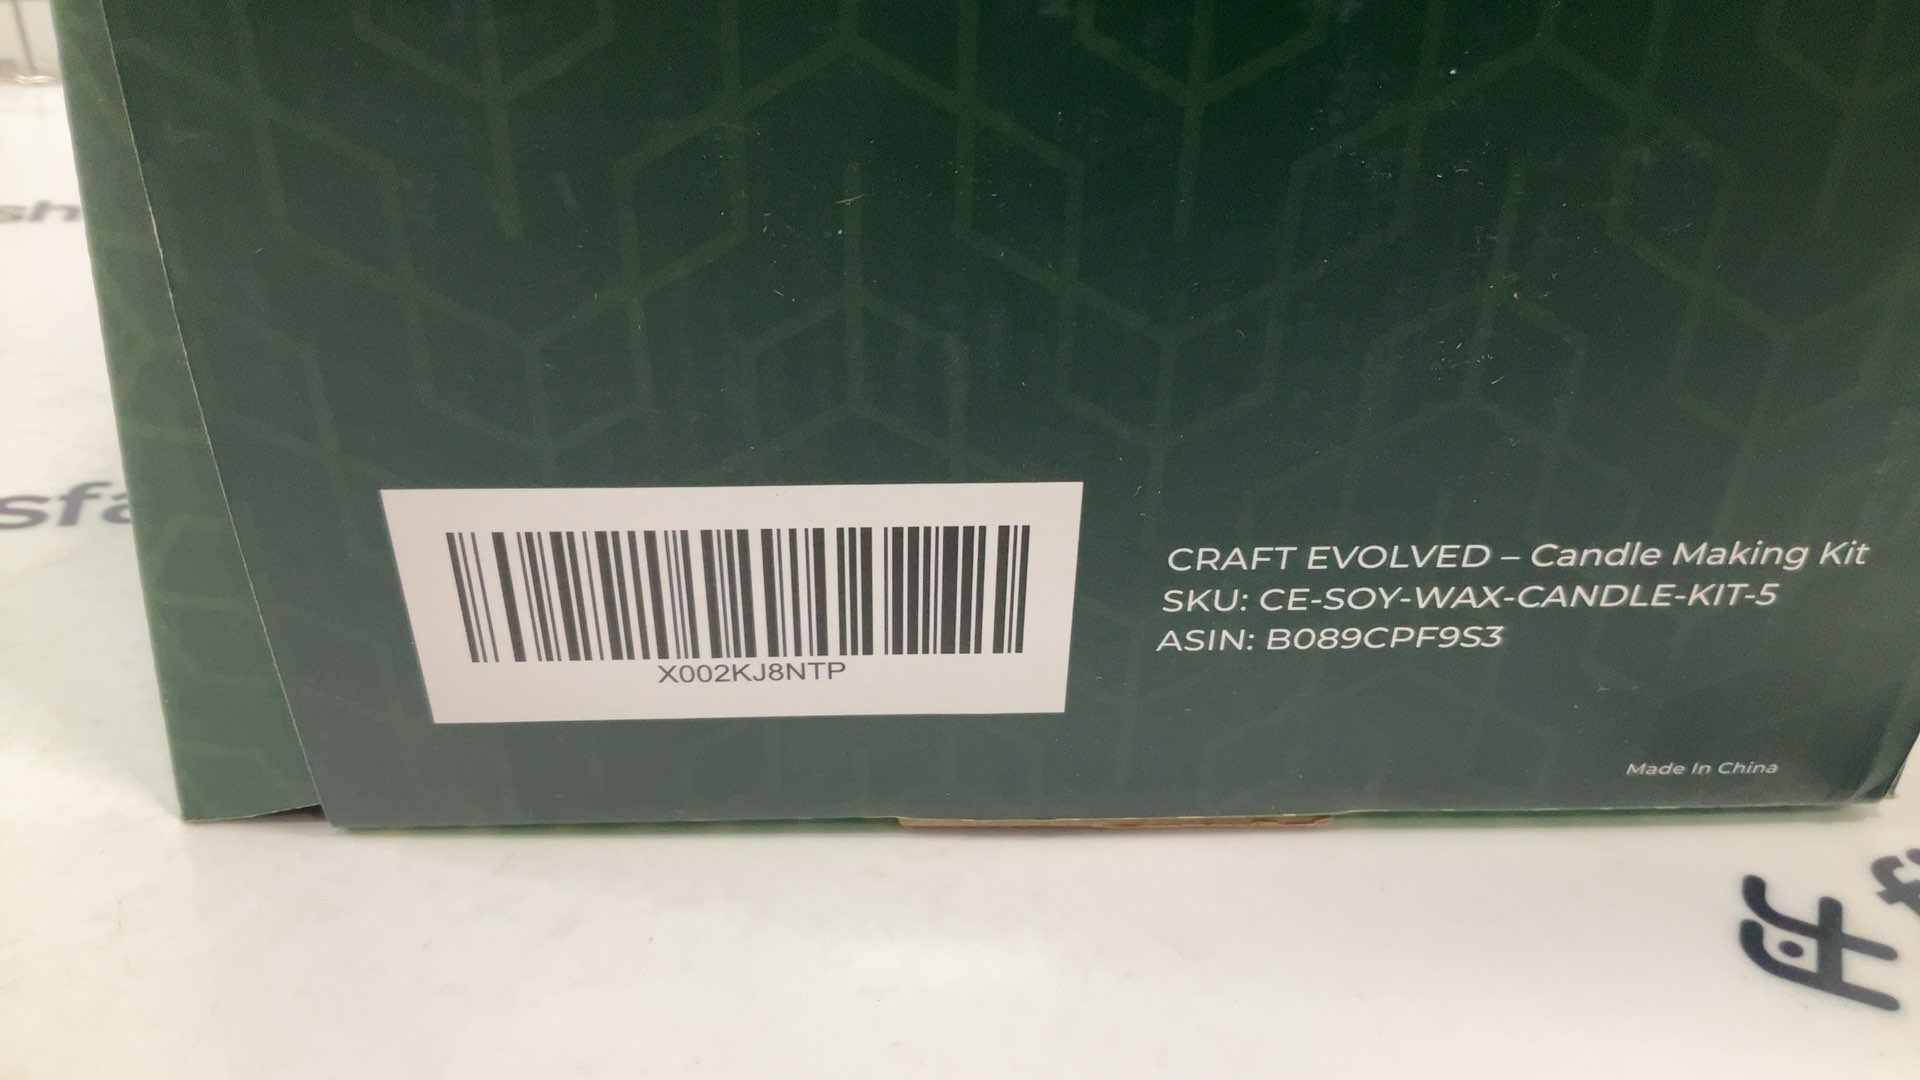 X002KJ8NTP
CRAFT EVOLVED – Candle Making Kit
SKU: CE-SOY-WAX-CANDLE-KIT-5
ASIN: B089CPF9S3
Made In China